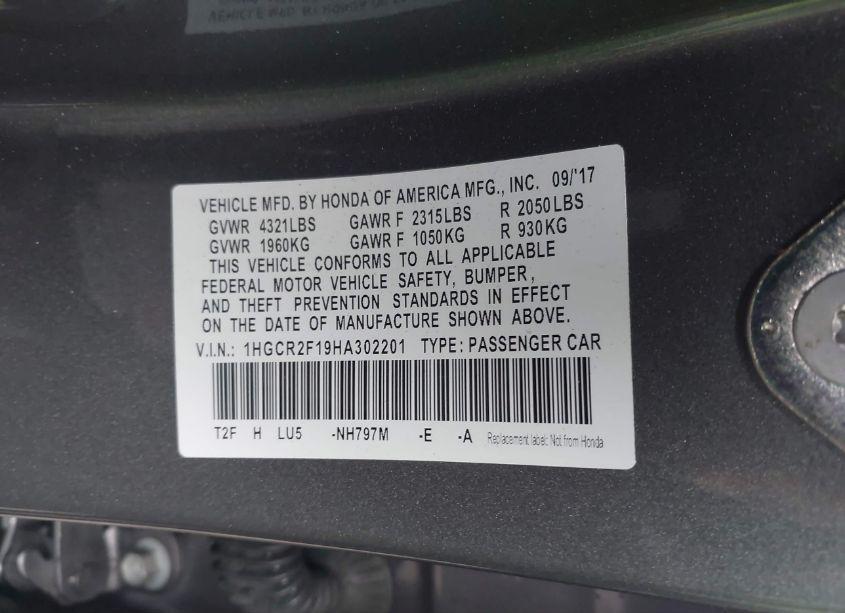 VEHICLE MFD. BY HONDA OF AMERICA MFG., INC. 09/'17
GVWR 4321LBS GAWR F 2315LBS R 2050LBS
GVWR 1960KG GAWR F 1050KG R 930KG
THIS VEHICLE CONFORMS TO ALL APPLICABLE
FEDERAL MOTOR VEHICLE SAFETY, BUMPER,
AND THEFT PREVENTION STANDARDS IN EFFECT
ON THE DATE OF MANUFACTURE SHOWN ABOVE.
V.I.N.: 1HGCR2F19HA302201 TYPE: PASSENGER CAR
T2F H LU5 -NH797M -E -A Replacement label: Not from Honda